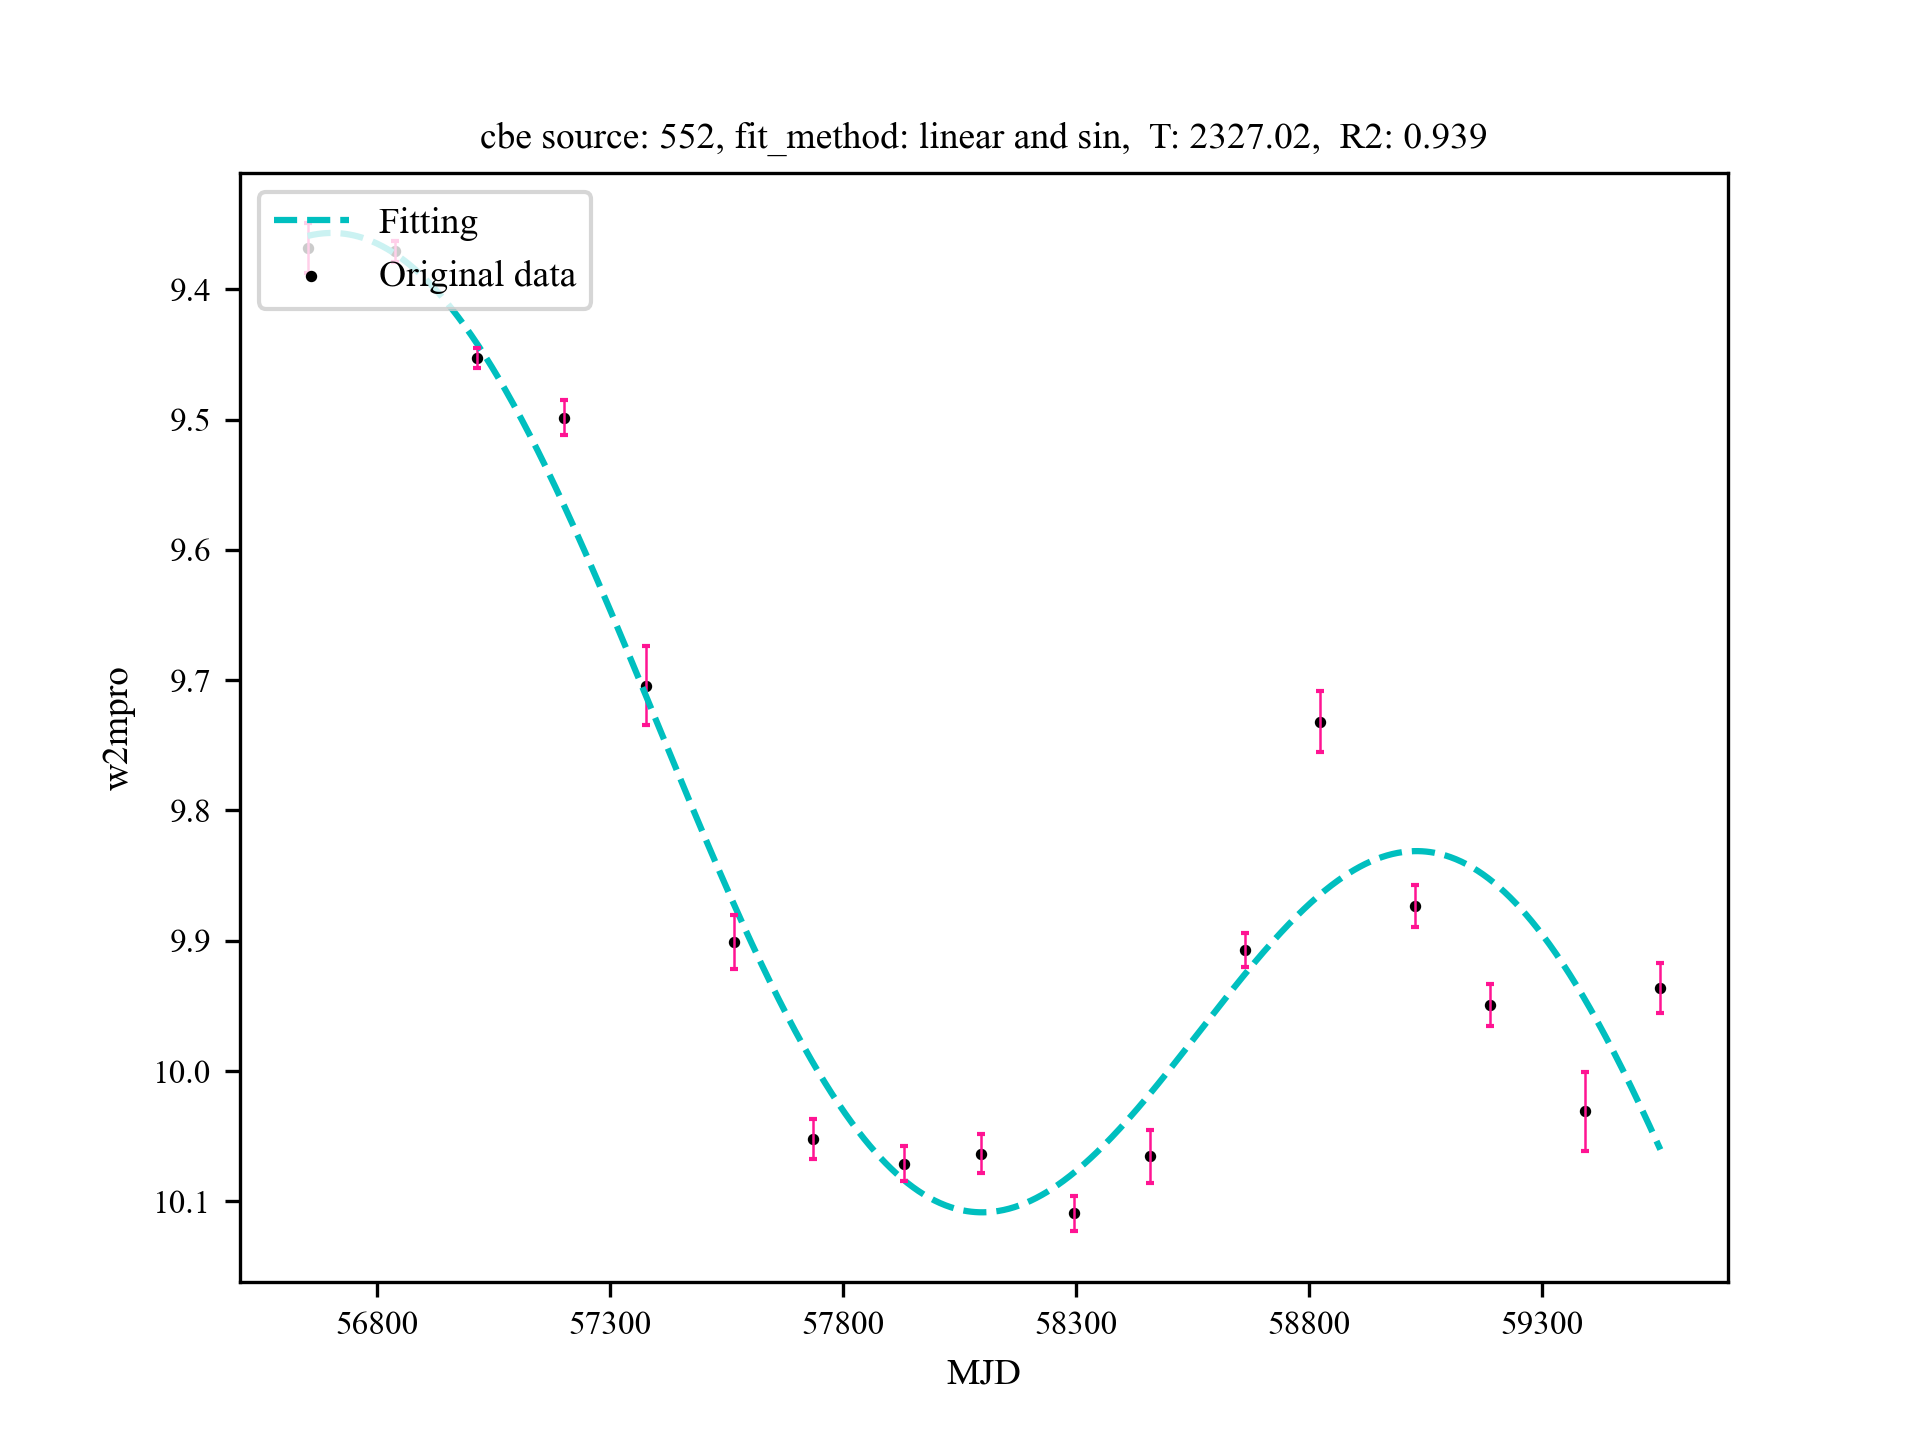 cbe source: 552, fit_method: linear and sin,  T: 2327.02,  R2: 0.939
Fitting
Original data
9.4
9.5
9.6
9.7
9.8
9.9
10.0
10.1
w2mpro
56800
57300
57800
58300
58800
59300
MJD